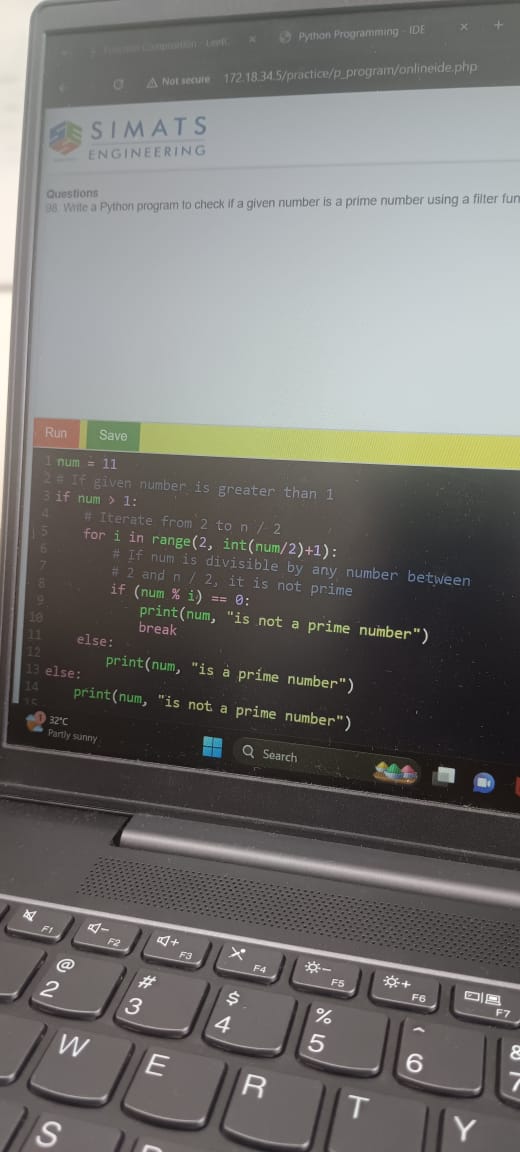 Python Programming - IDE
Not secure 172.18.34.5/practice/p_program/onlineide.php
SIMATS
ENGINEERING
Questions
98. Write a Python program to check if a given number is a prime number using a filter
Run Save
1 num = 11
2 # If given number is greater than 1
3 if num > 1:
4 # Iterate from 2 to n / 2
5 for i in range(2, int(num/2)+1):
6 # If num is divisible by any number between
7 # 2 and n / 2, it is not prime
8 if (num % i) == 0:
9 print(num, "is not a prime number")
10 break
11 else:
12 print(num, "is a prime number")
13 else:
14 print(num, "is not a prime number")
15
1
32°C
Partly sunny
Search
F1 F2 F3 F4 F5 F6 F7
@ # $ % ^ &
2 3 4 5 6 7
W E R T Y
S